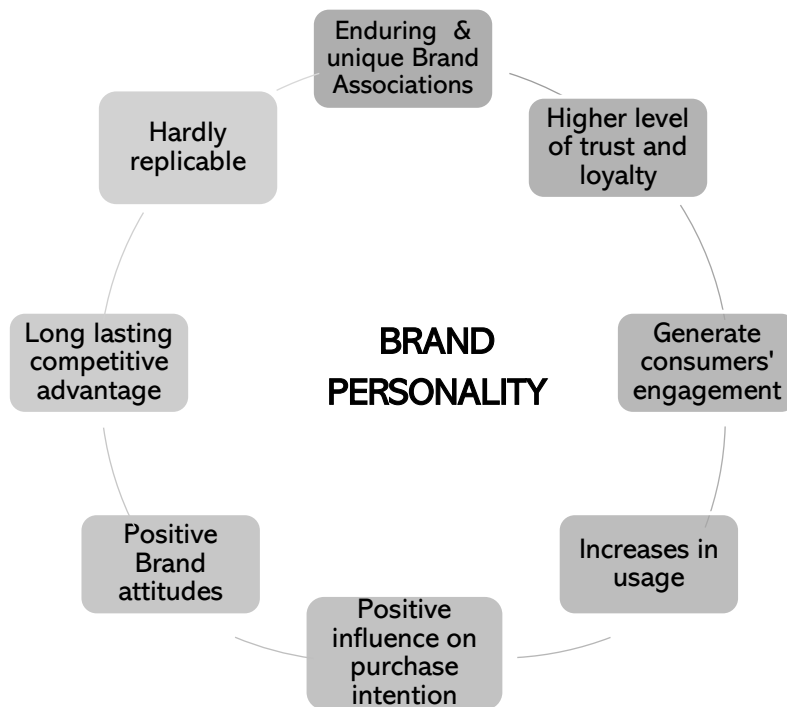 Enduring &
unique Brand
Associations
Higher level
of trust and
loyalty
Generate
consumers'
engagement
Increases in
usage
Positive
influence on
purchase
intention
Positive
Brand
attitudes
Long lasting
competitive
advantage
Hardly
replicable
BRAND
PERSONALITY